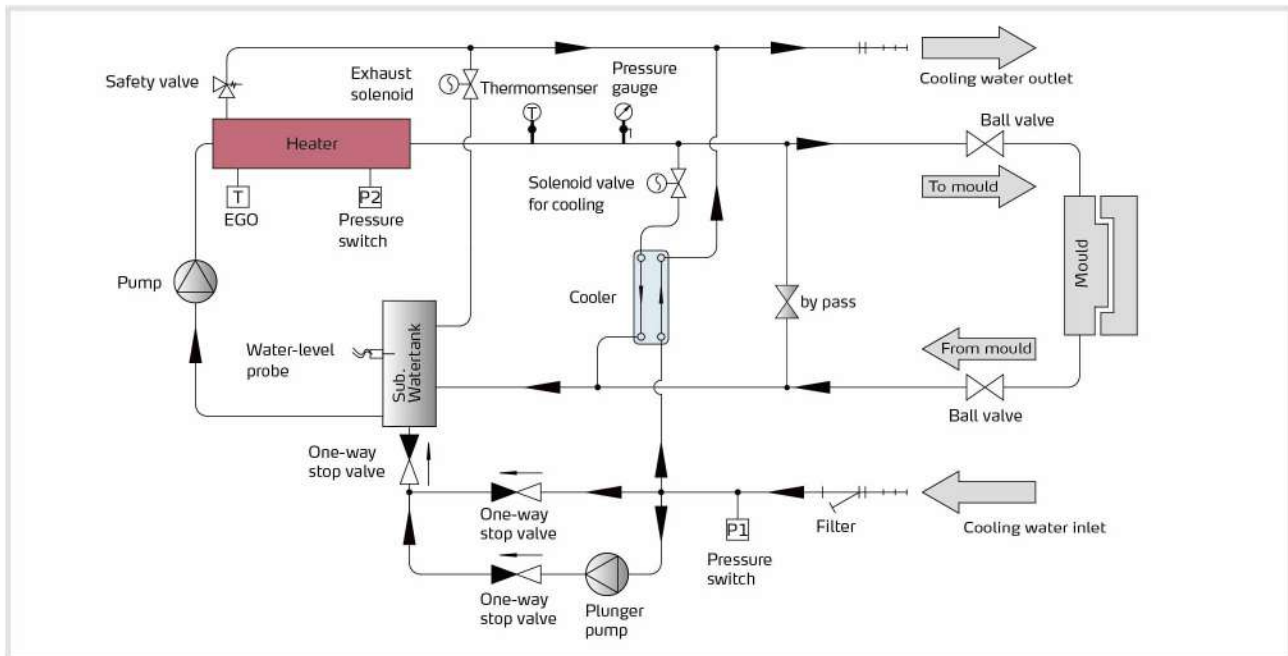 Safety valve
Exhaust
solenoid
Thermsenser
Pressure
gauge
Cooling water outlet
Ball valve
Heater
T
To mould
T
EGO
P2
Pressure
switch
Solenoid valve
for cooling
Mould
Pump
Cooler
by pass
Water-level
probe
Sub.
Watertank
From mould
Ball valve
One-way
stop valve
One-way
stop valve
P1
Pressure
switch
Filter
Cooling water inlet
One-way
stop valve
Plunger
pump